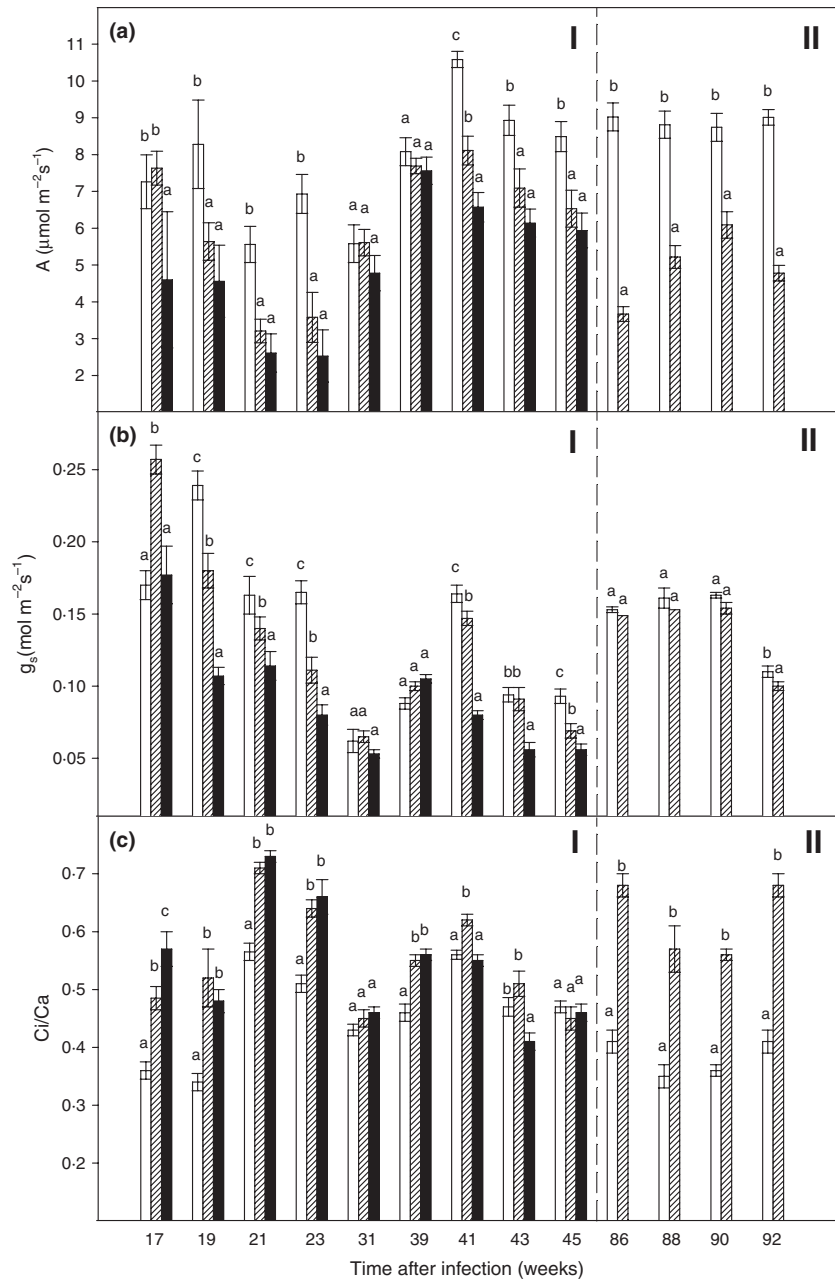 (a) I II
11
10
9
8
7
6
5
4
3
2
A (µmol m⁻²s⁻¹)
b b a
b a a
b a a
b a a
a a a
a a a
c b a
b a a
b a a
b a
b a
b a
b a
(b) I II
0·25
0·20
0·15
0·10
0·05
gₛ(mol m⁻²s⁻¹)
a b a
c b a
c b a
c b a
aa a
a a b
c b a
bb a
c b a
a a
a a
a a
b a
(c) I II
0·7
0·6
0·5
0·4
0·3
0·2
Ci/Ca
a b c
a b b
a b b
a b b
a a a
a b b
a b a
b b a
a a a
a b
a b
a b
a b
17 19 21 23 31 39 41 43 45 86 88 90 92
Time after infection (weeks)